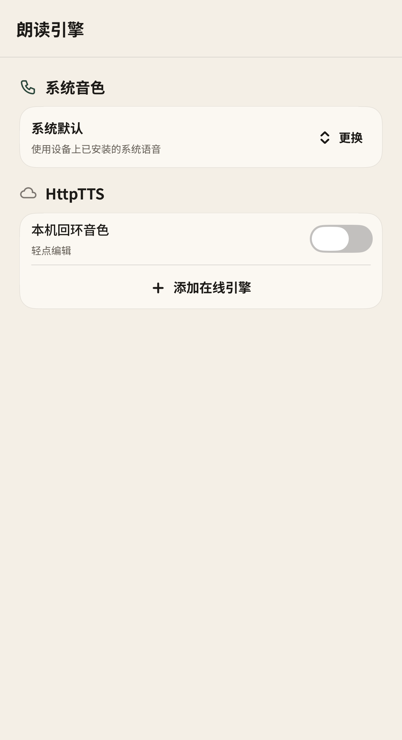 朗读引擎
系统音色
系统默认
使用设备上已安装的系统语音
更换
HttpTTS
本机回环音色
轻点编辑
添加在线引擎